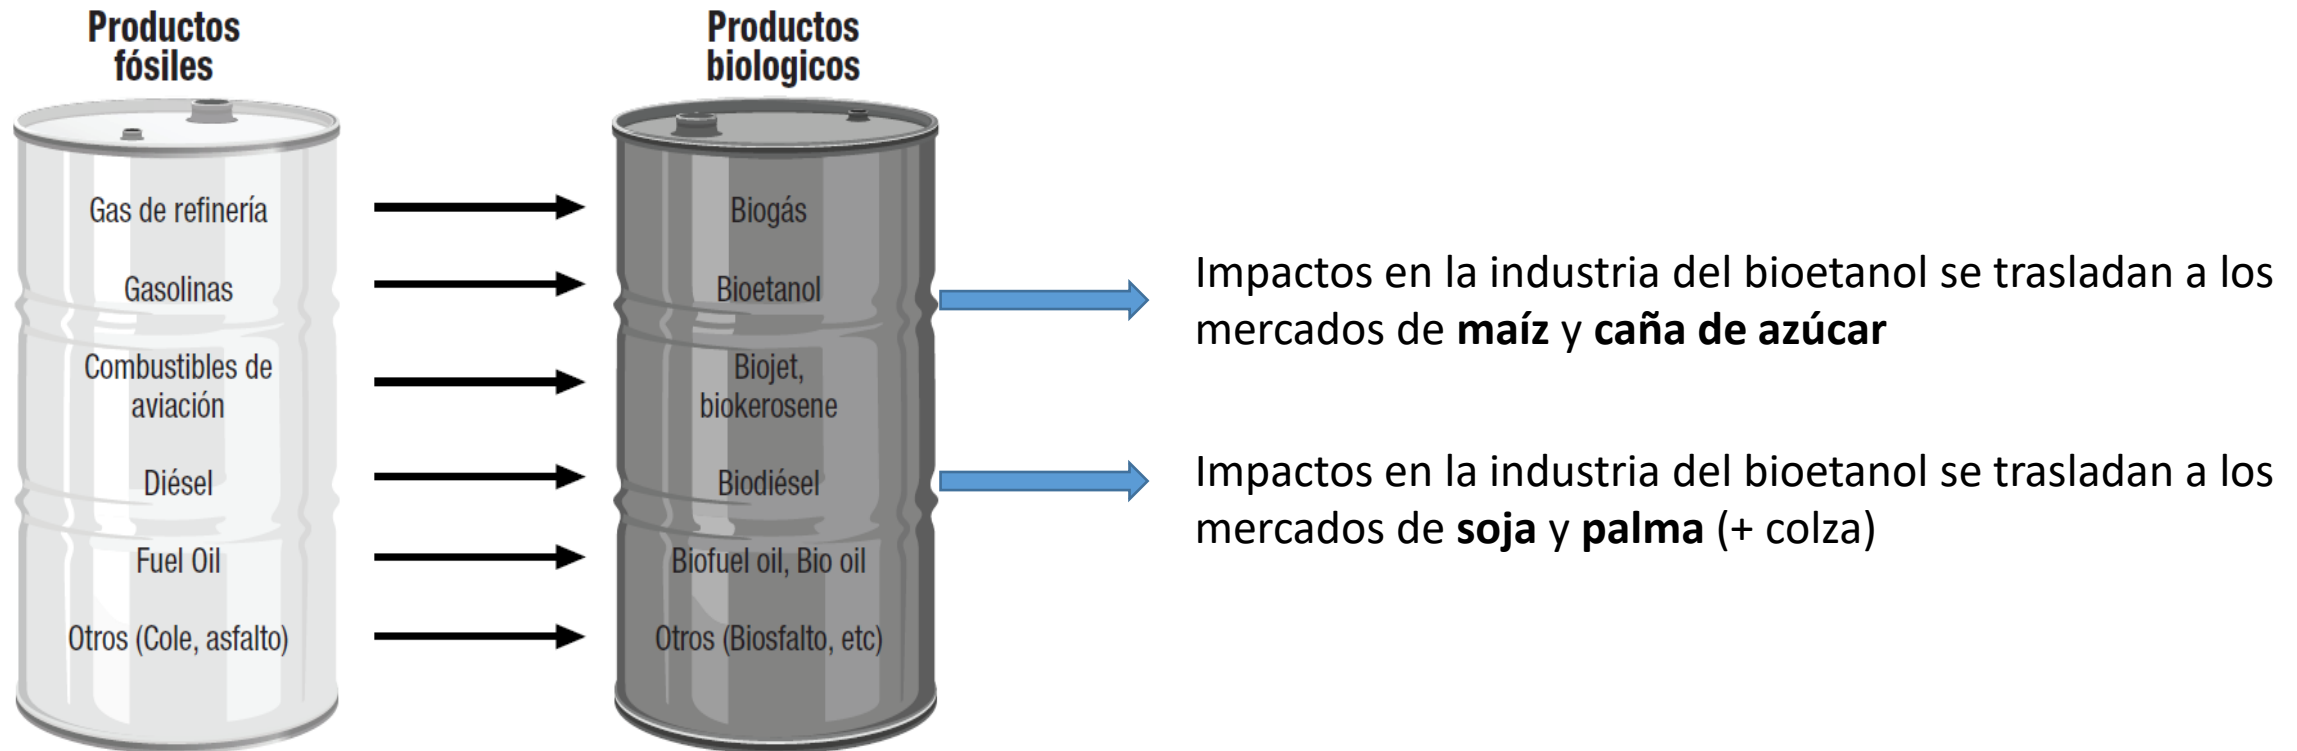 Productos
fósiles
Gas de refinería
Gasolinas
Combustibles de
aviación
Diésel
Fuel Oil
Otros (Cole, asfalto)
Productos
biologicos
Biogás
Bioetanol
Biojet,
biokerosene
Biodiésel
Biofuel oil, Bio oil
Otros (Biosfalto, etc)
Impactos en la industria del bioetanol se trasladan a los
mercados de maíz y caña de azúcar
Impactos en la industria del bioetanol se trasladan a los
mercados de soja y palma (+ colza)